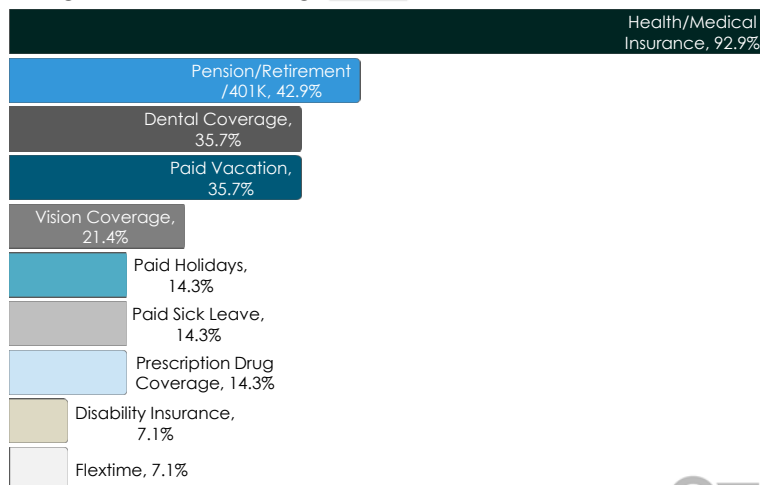 Health/Medical
Insurance, 92.9%
Pension/Retirement
/401K, 42.9%
Dental Coverage,
35.7%
Paid Vacation,
35.7%
Vision Coverage,
21.4%
Paid Holidays,
14.3%
Paid Sick Leave,
14.3%
Prescription Drug
Coverage, 14.3%
Disability Insurance,
7.1%
Flextime, 7.1%